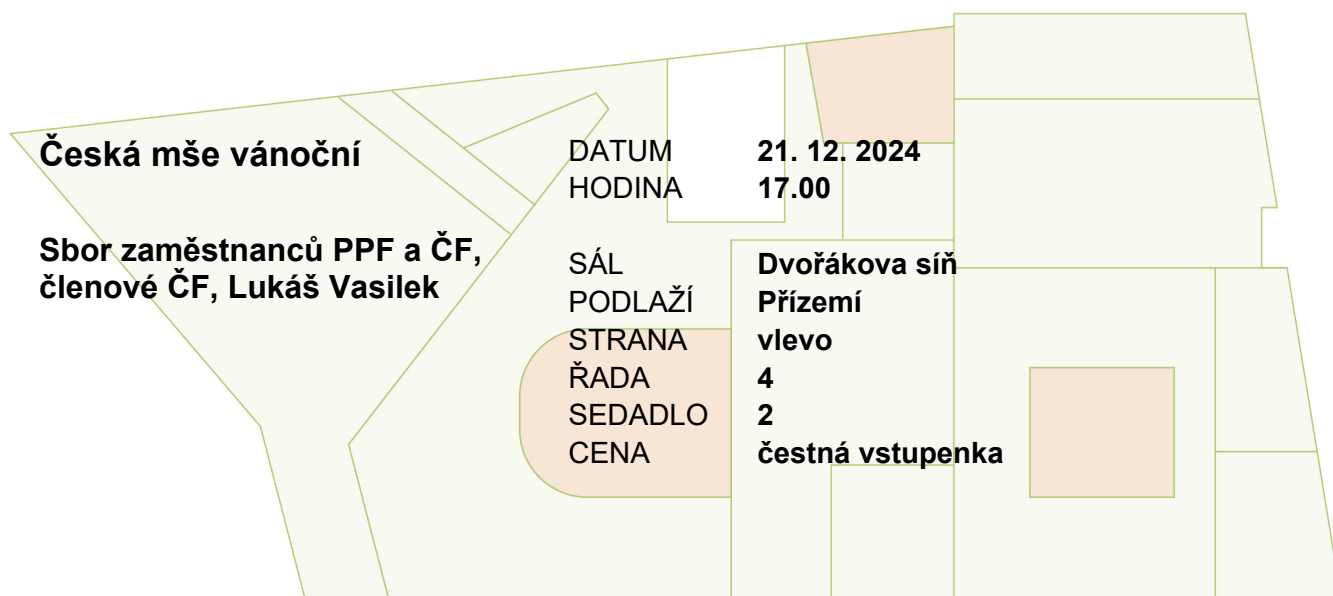 Česká mše vánoční
Sbor zaměstnanců PPF a ČF,
členové ČF, Lukáš Vasilek
DATUM 21. 12. 2024
HODINA 17.00
SÁL Dvořákova síň
PODLAŽÍ Přízemí
STRANA vlevo
ŘADA 4
SEDADLO 2
CENA čestná vstupenka